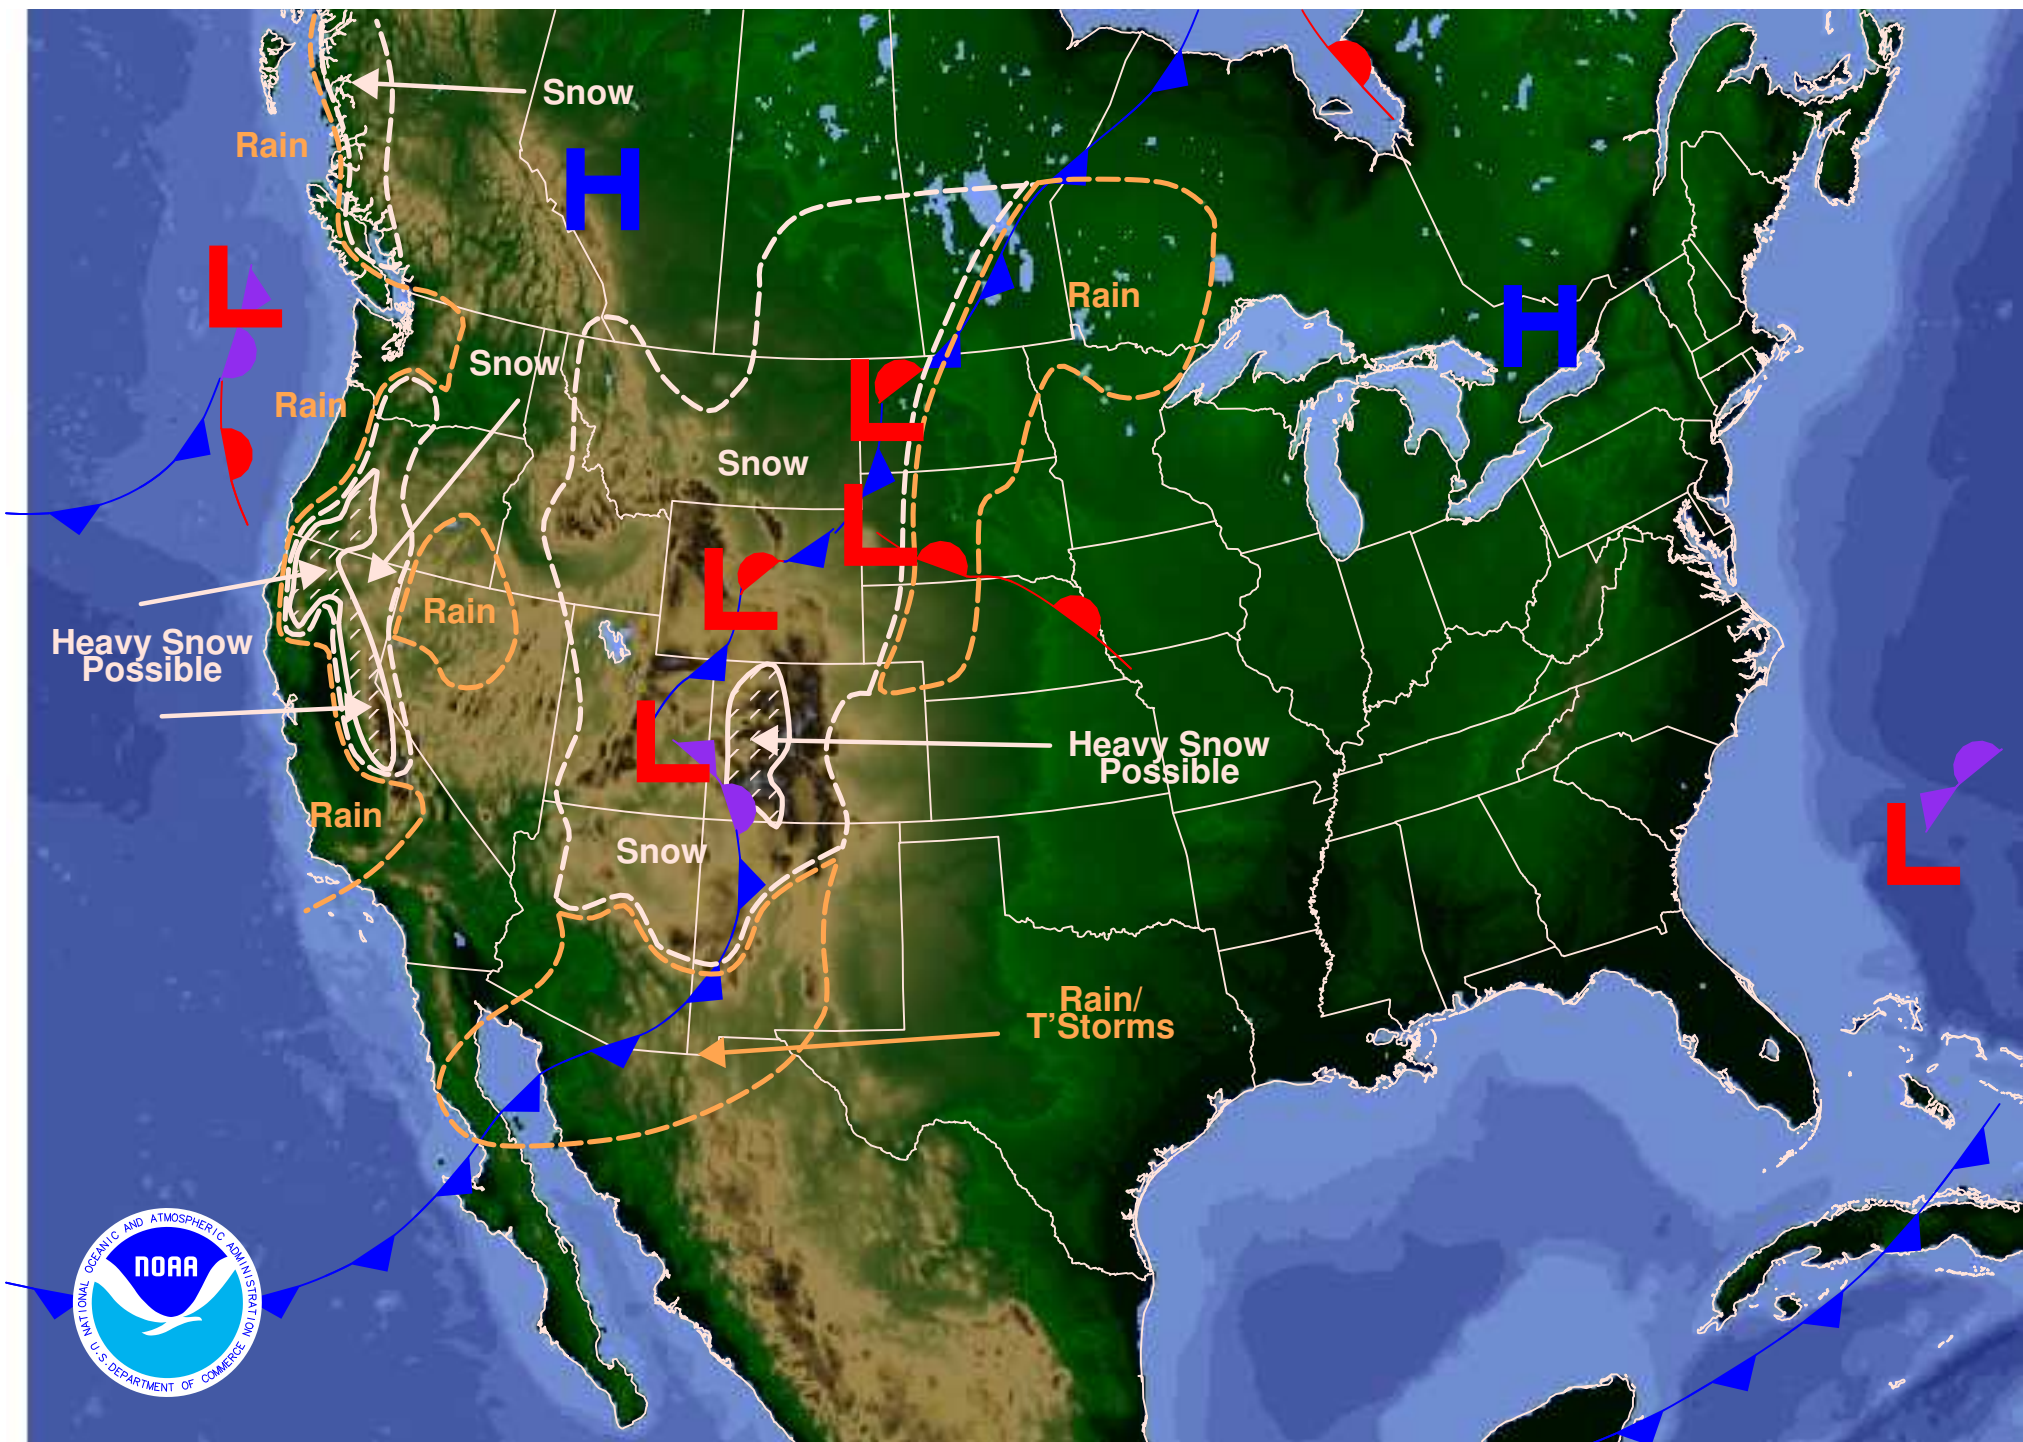 Snow
Rain
H
L
H
Rain
Snow
Rain
L
Snow
L
L
Rain
Heavy Snow
Possible
L
Heavy Snow
Possible
Rain
L
Snow
Rain/
T'Storms
NATIONAL OCEANIC AND ATMOSPHERIC ADMINISTRATION
NOAA
U.S. DEPARTMENT OF COMMERCE